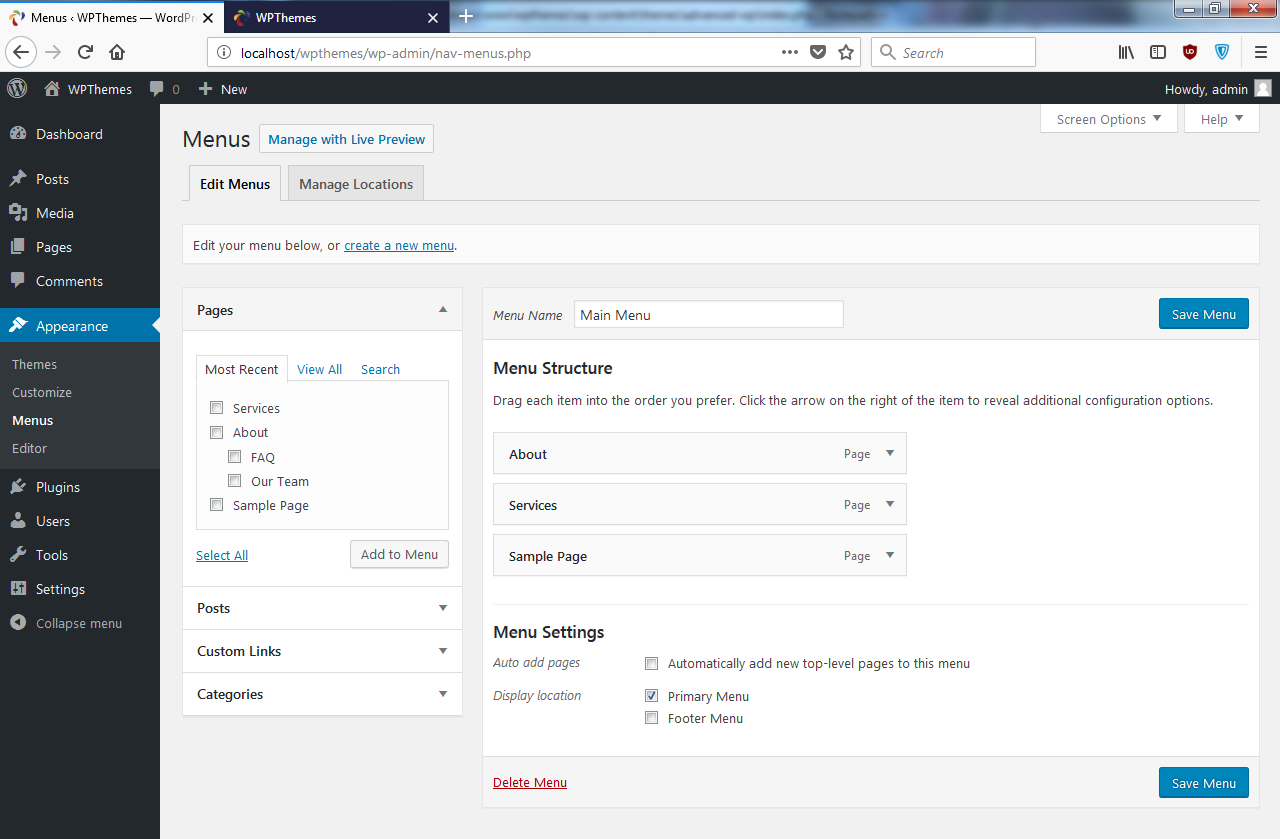 Menus ‹ WPThemes — WordPr
WPThemes
localhost/wpthemes/wp-admin/nav-menus.php
Search
WPThemes
0
New
Howdy, admin
Screen Options
Help
Dashboard
Posts
Media
Pages
Comments
Appearance
Themes
Customize
Menus
Editor
Plugins
Users
Tools
Settings
Collapse menu
Menus
Manage with Live Preview
Edit Menus
Manage Locations
Edit your menu below, or create a new menu.
Pages
Most Recent
View All
Search
Services
About
FAQ
Our Team
Sample Page
Select All
Add to Menu
Posts
Custom Links
Categories
Menu Name
Main Menu
Save Menu
Menu Structure
Drag each item into the order you prefer. Click the arrow on the right of the item to reveal additional configuration options.
About
Page
Services
Page
Sample Page
Page
Menu Settings
Auto add pages
Automatically add new top-level pages to this menu
Display location
Primary Menu
Footer Menu
Delete Menu
Save Menu